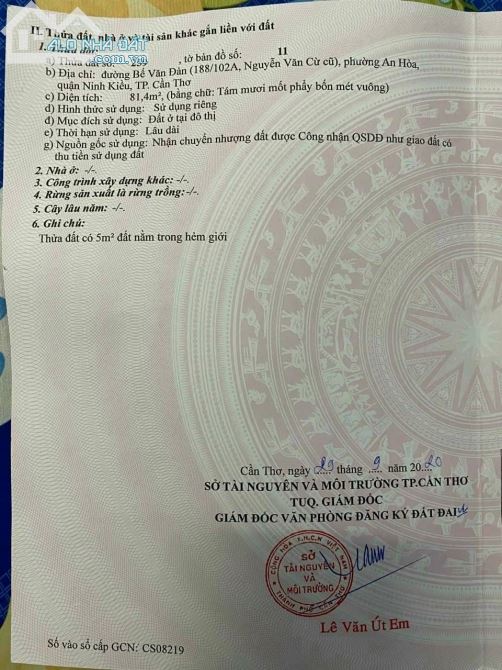 II. Thửa đất, nhà ở và tài sản khác gắn liền với đất
1. Thửa đất:
a) Thửa đất số: , tờ bản đồ số: 11
b) Địa chỉ: đường Bế Văn Đàn (188/102A, Nguyễn Văn Cừ cũ), phường An Hòa,
quận Ninh Kiều, TP. Cần Thơ
c) Diện tích: 81,4m², (bằng chữ: Tám mươi mốt phẩy bốn mét vuông)
d) Hình thức sử dụng: Sử dụng riêng
đ) Mục đích sử dụng: Đất ở tại đô thị
e) Thời hạn sử dụng: Lâu dài
g) Nguồn gốc sử dụng: Nhận chuyển nhượng đất được Công nhận QSDĐ như giao đất có
thu tiền sử dụng đất
2. Nhà ở: -/-.
3. Công trình xây dựng khác: -/-.
4. Rừng sản xuất là rừng trồng: -/-.
5. Cây lâu năm: -/-.
6. Ghi chú:
Thửa đất có 5m² đất nằm trong hẻm giới
Cần Thơ, ngày 29 tháng 9 năm 2020
SỞ TÀI NGUYÊN VÀ MÔI TRƯỜNG TP.CẦN THƠ
TUQ. GIÁM ĐỐC
GIÁM ĐỐC VĂN PHÒNG ĐĂNG KÝ ĐẤT ĐAI
CỘNG HÒA X.H.C.N VIỆT NAM
SỞ
TÀI NGUYÊN
VÀ
MÔI TRƯỜNG
THÀNH PHỐ CẦN THƠ
Lê Văn Út Em
Số vào sổ cấp GCN: CS08219
ALO NHÀ ĐẤT
.com.vn